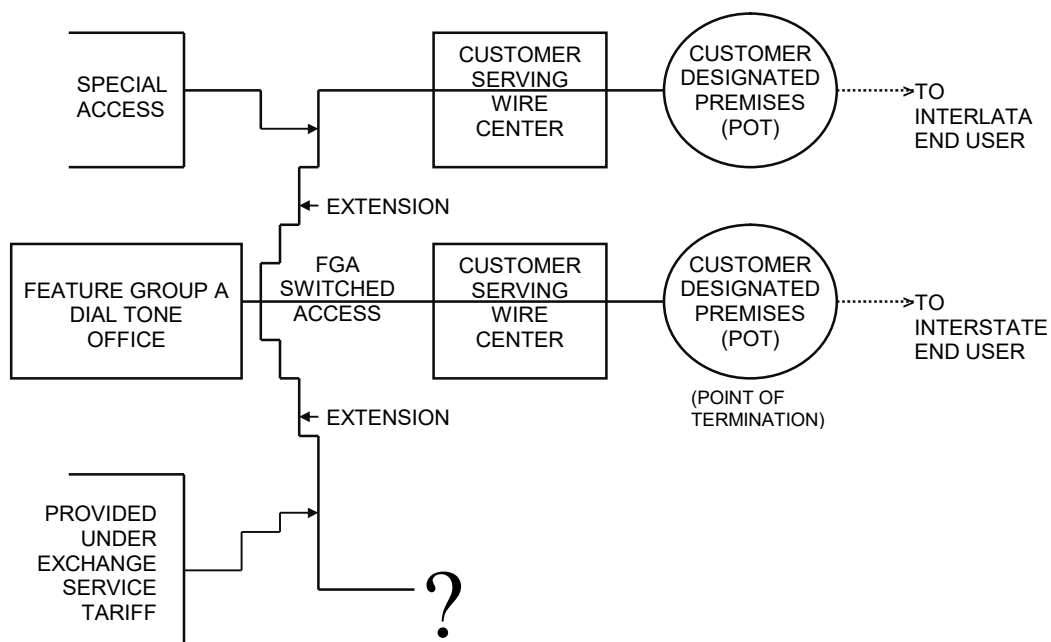 SPECIAL
ACCESS
CUSTOMER
SERVING
WIRE
CENTER
CUSTOMER
DESIGNATED
PREMISES
(POT)
>TO
INTERLATA
END USER
EXTENSION
FEATURE GROUP A
DIAL TONE
OFFICE
FGA
SWITCHED
ACCESS
CUSTOMER
SERVING
WIRE
CENTER
CUSTOMER
DESIGNATED
PREMISES
(POT)
>TO
INTERSTATE
END USER
(POINT OF
TERMINATION)
EXTENSION
PROVIDED
UNDER
EXCHANGE
SERVICE
TARIFF
?